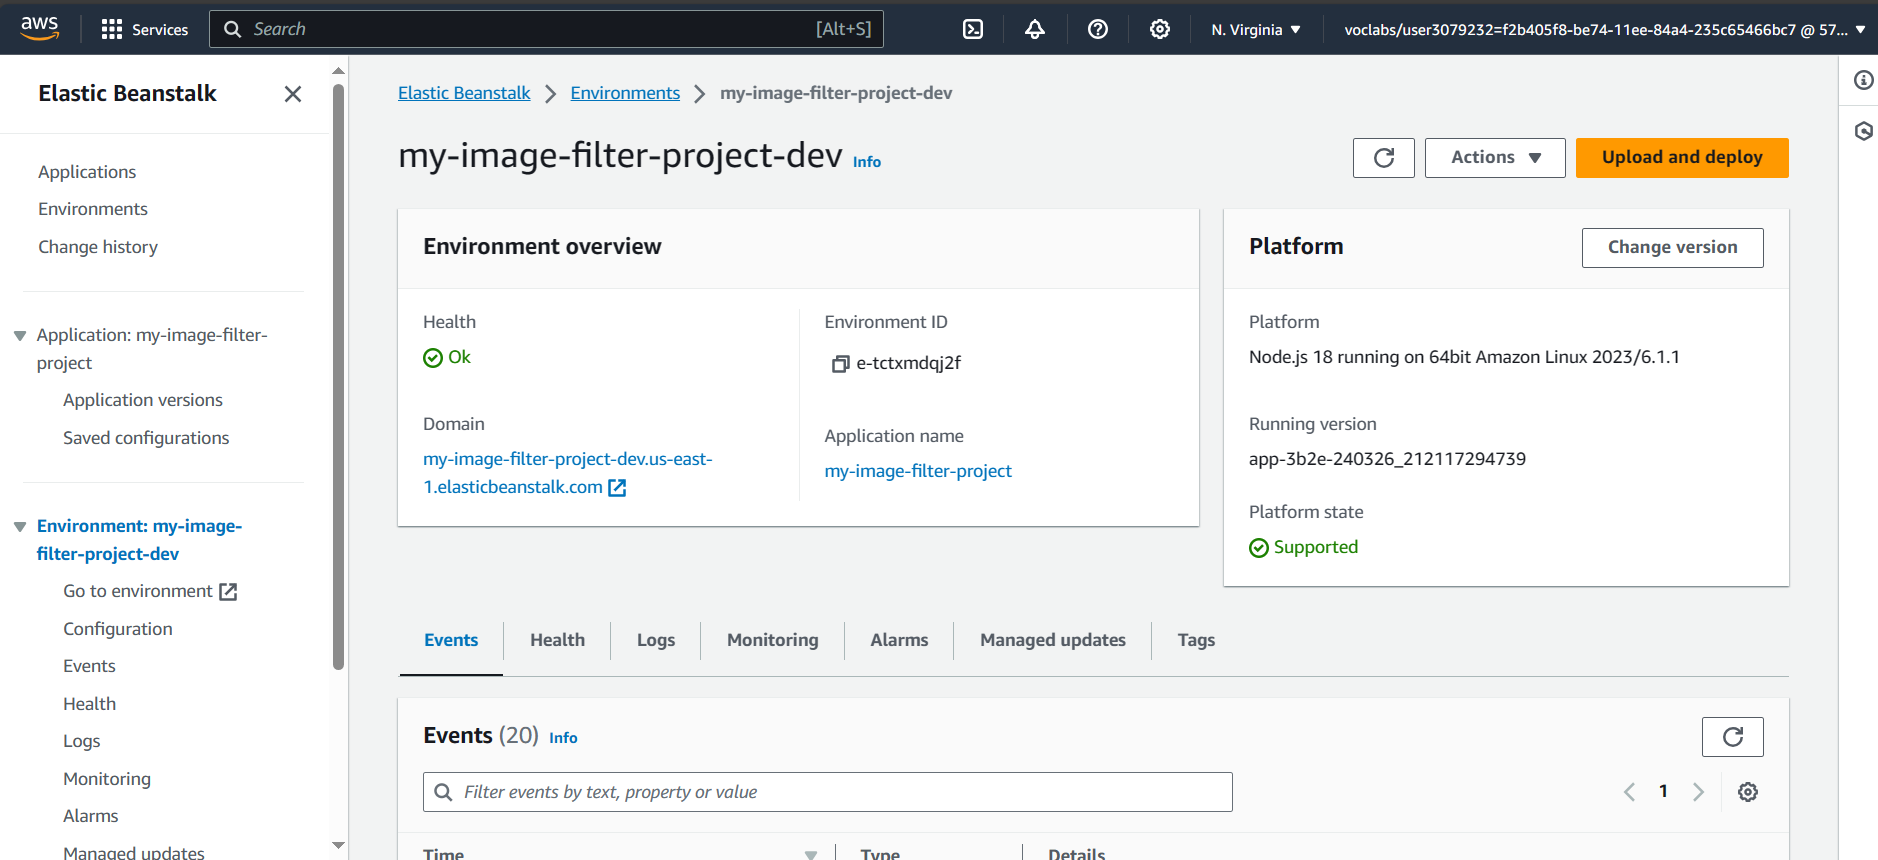 aws
Services
Search
[Alt+S]
N. Virginia
voclabs/user3079232=f2b405f8-be74-11ee-84a4-235c65466bc7 @ 57...
Elastic Beanstalk
Applications
Environments
Change history
Application: my-image-filter-
project
Application versions
Saved configurations
Environment: my-image-
filter-project-dev
Go to environment
Configuration
Events
Health
Logs
Monitoring
Alarms
Managed updates
Elastic Beanstalk > Environments > my-image-filter-project-dev
my-image-filter-project-dev Info
Actions
Upload and deploy
Environment overview
Health
Ok
Domain
my-image-filter-project-dev.us-east-
1.elasticbeanstalk.com
Environment ID
e-tctxmdqj2f
Application name
my-image-filter-project
Platform
Change version
Platform
Node.js 18 running on 64bit Amazon Linux 2023/6.1.1
Running version
app-3b2e-240326_212117294739
Platform state
Supported
Events
Health
Logs
Monitoring
Alarms
Managed updates
Tags
Events (20) Info
Filter events by text, property or value
1
Time
Type
Details